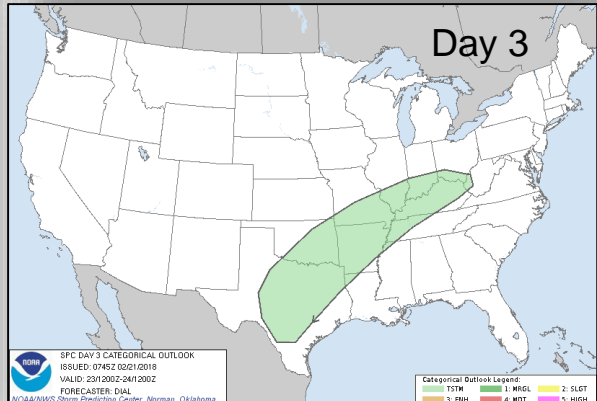 Day 3
NOAA
SPC DAY 3 CATEGORICAL OUTLOOK
ISSUED: 0745Z 02/21/2018
VALID: 23/1200Z-24/1200Z
FORECASTER: DIAL
NOAA/NWS Storm Prediction Center, Norman, Oklahoma
Categorical Outlook Legend:
TSTM 1: MRGL 2: SLGT
3: ENH 4: MDT 5: HIGH